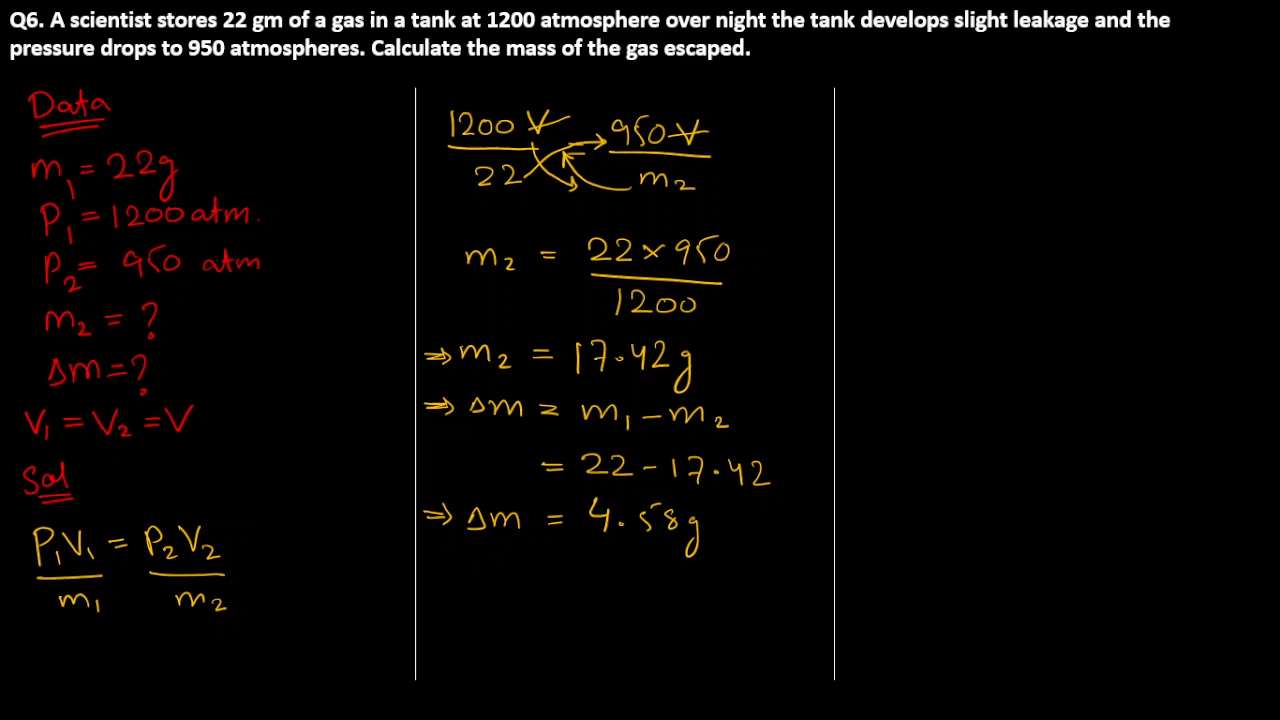 Q6. A scientist stores 22 gm of a gas in a tank at 1200 atmosphere over night the tank develops slight leakage and the
pressure drops to 950 atmospheres. Calculate the mass of the gas escaped.
Data
m₁ = 22g
P₁ = 1200 atm.
P₂ = 950 atm
m₂ = ?
Δm = ?
V₁ = V₂ = V
Sol
P₁V₁ = P₂V₂
m₁ m₂
1200 V 950 V
22 m₂
m₂ = 22 × 950
1200
⇒ m₂ = 17.42g
⇒ Δm = m₁ - m₂
= 22 - 17.42
⇒ Δm = 4.58g